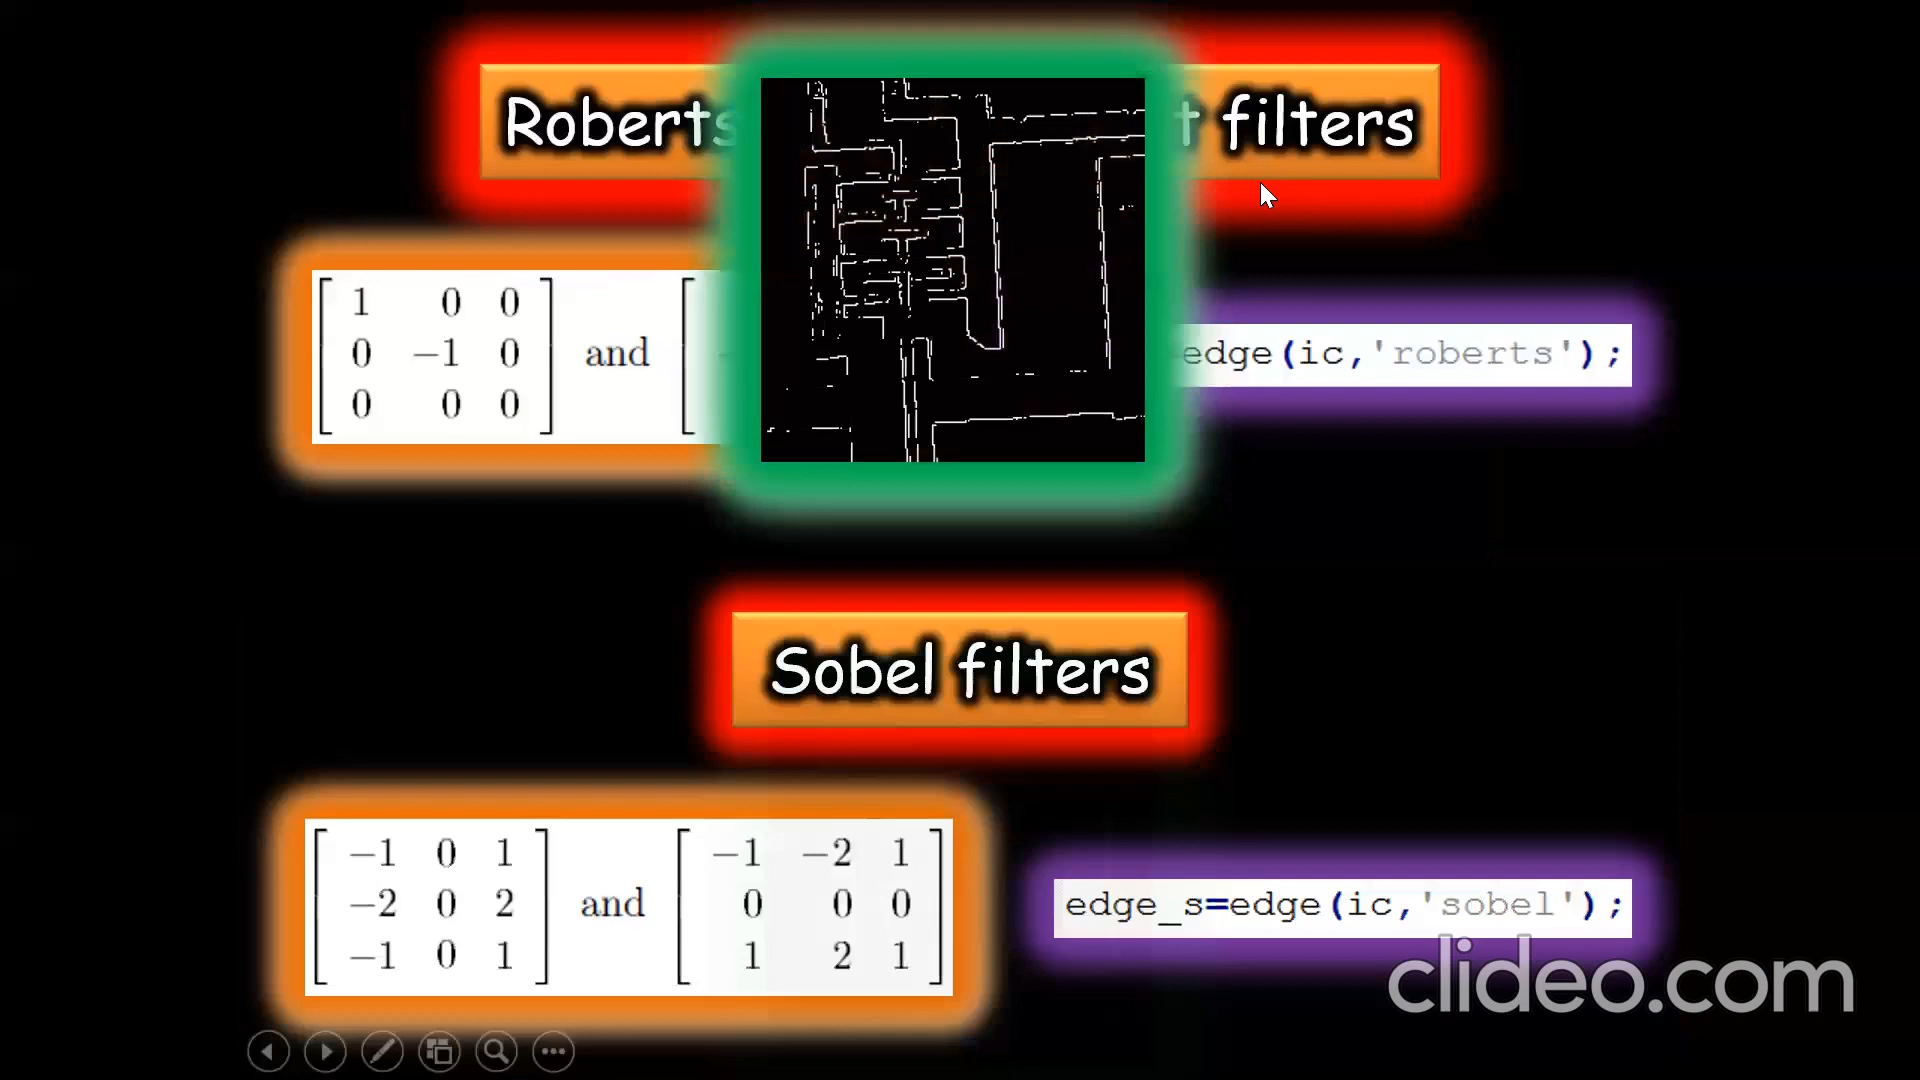 Roberts filters
1 0 0
0 −1 0
0 0 0
and
edge(ic,'roberts');
Sobel filters
−1 0 1
−2 0 2
−1 0 1
and
−1 −2 1
0 0 0
1 2 1
edge_s=edge(ic,'sobel');
clideo.com